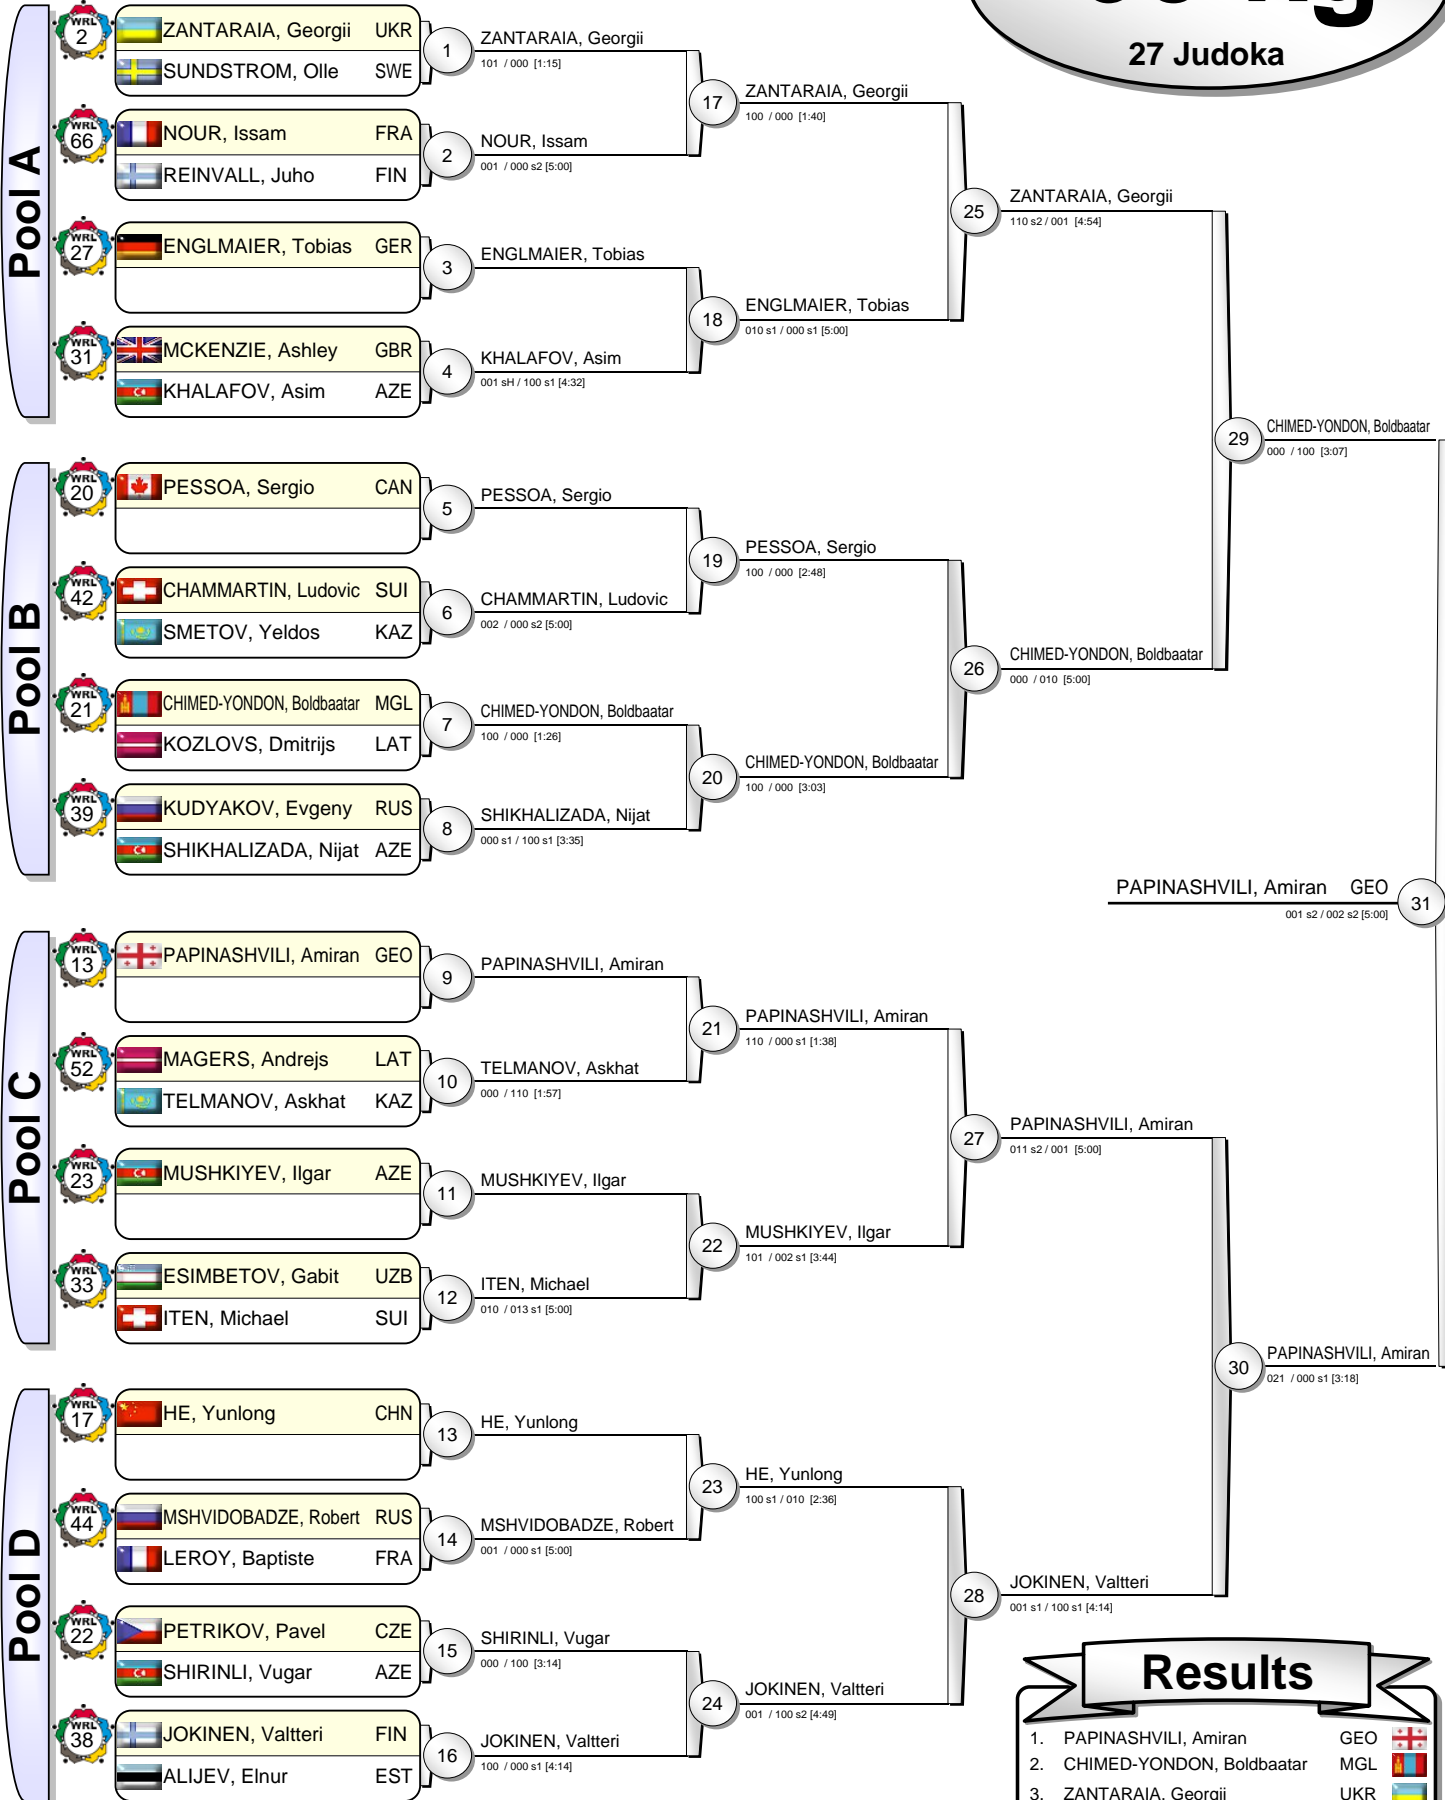 27 Judoka
Pool A
WRL 2
ZANTARAIA, Georgii UKR
SUNDSTROM, Olle SWE
1
ZANTARAIA, Georgii
101 / 000 [1:15]
WRL 66
NOUR, Issam FRA
REINVALL, Juho FIN
2
NOUR, Issam
001 / 000 s2 [5:00]
17
ZANTARAIA, Georgii
100 / 000 [1:40]
WRL 27
ENGLMAIER, Tobias GER
3
ENGLMAIER, Tobias
WRL 31
MCKENZIE, Ashley GBR
KHALAFOV, Asim AZE
4
KHALAFOV, Asim
001 sH / 100 s1 [4:32]
18
ENGLMAIER, Tobias
010 s1 / 000 s1 [5:00]
25
ZANTARAIA, Georgii
110 s2 / 001 [4:54]
Pool B
WRL 20
PESSOA, Sergio CAN
5
PESSOA, Sergio
WRL 42
CHAMMARTIN, Ludovic SUI
SMETOV, Yeldos KAZ
6
CHAMMARTIN, Ludovic
002 / 000 s2 [5:00]
19
PESSOA, Sergio
100 / 000 [2:48]
WRL 21
CHIMED-YONDON, Boldbaatar MGL
KOZLOVS, Dmitrijs LAT
7
CHIMED-YONDON, Boldbaatar
100 / 000 [1:26]
WRL 39
KUDYAKOV, Evgeny RUS
SHIKHALIZADA, Nijat AZE
8
SHIKHALIZADA, Nijat
000 s1 / 100 s1 [3:35]
20
CHIMED-YONDON, Boldbaatar
100 / 000 [3:03]
26
CHIMED-YONDON, Boldbaatar
000 / 010 [5:00]
29
CHIMED-YONDON, Boldbaatar
000 / 100 [3:07]
PAPINASHVILI, Amiran GEO
001 s2 / 002 s2 [5:00]
31
Pool C
WRL 13
PAPINASHVILI, Amiran GEO
9
PAPINASHVILI, Amiran
WRL 52
MAGERS, Andrejs LAT
TELMANOV, Askhat KAZ
10
TELMANOV, Askhat
000 / 110 [1:57]
21
PAPINASHVILI, Amiran
110 / 000 s1 [1:38]
WRL 23
MUSHKIYEV, Ilgar AZE
11
MUSHKIYEV, Ilgar
WRL 33
ESIMBETOV, Gabit UZB
ITEN, Michael SUI
12
ITEN, Michael
010 / 013 s1 [5:00]
22
MUSHKIYEV, Ilgar
101 / 002 s1 [3:44]
27
PAPINASHVILI, Amiran
011 s2 / 001 [5:00]
Pool D
WRL 17
HE, Yunlong CHN
13
HE, Yunlong
WRL 44
MSHVIDOBADZE, Robert RUS
LEROY, Baptiste FRA
14
MSHVIDOBADZE, Robert
001 / 000 s1 [5:00]
23
HE, Yunlong
100 s1 / 010 [2:36]
WRL 22
PETRIKOV, Pavel CZE
SHIRINLI, Vugar AZE
15
SHIRINLI, Vugar
000 / 100 [3:14]
WRL 38
JOKINEN, Valtteri FIN
ALIJEV, Elnur EST
16
JOKINEN, Valtteri
100 / 000 s1 [4:14]
24
JOKINEN, Valtteri
001 / 100 s2 [4:49]
28
JOKINEN, Valtteri
001 s1 / 100 s1 [4:14]
30
PAPINASHVILI, Amiran
021 / 000 s1 [3:18]
Results
1. PAPINASHVILI, Amiran GEO
2. CHIMED-YONDON, Boldbaatar MGL
3. ZANTARAIA, Georgii UKR